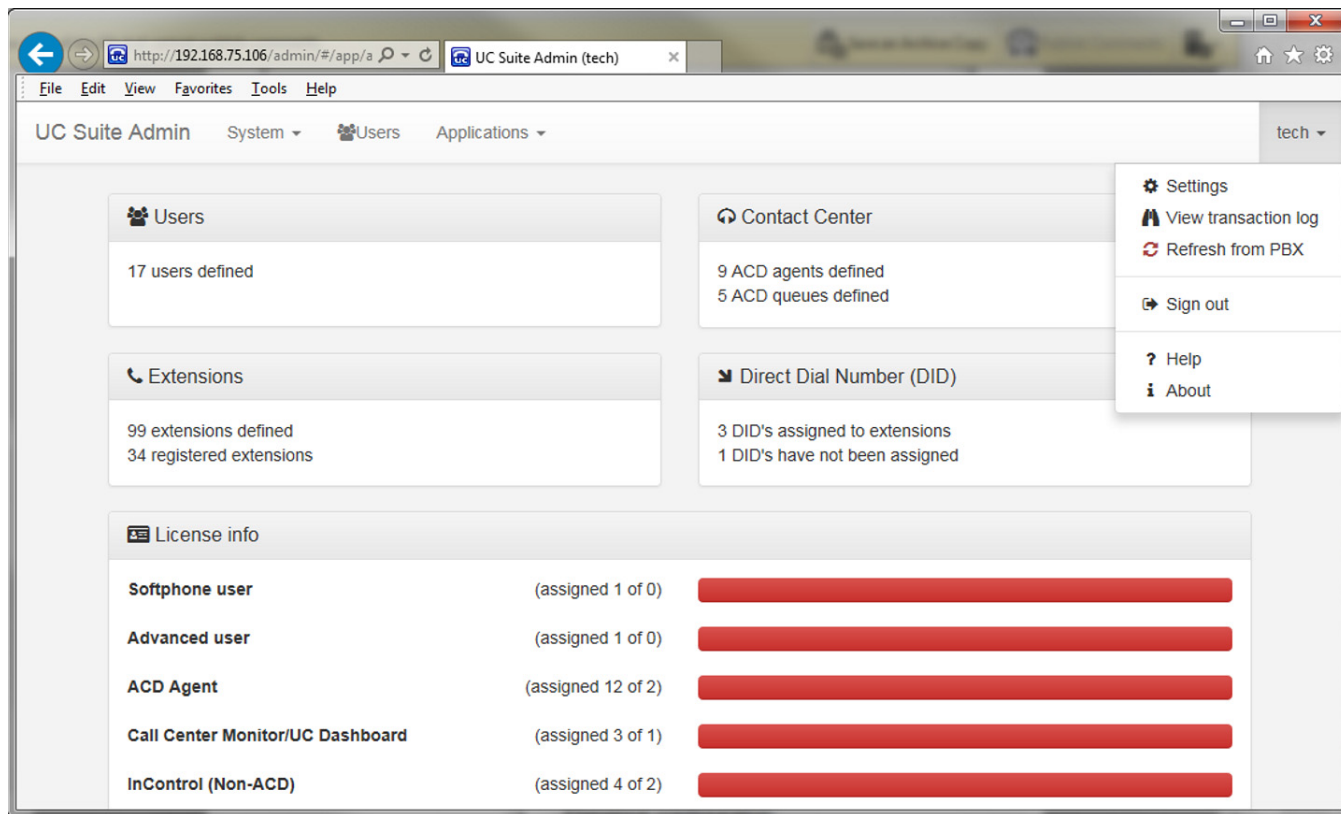 http://192.168.75.106/admin/#/app/a
UC Suite Admin (tech)
File Edit View Favorites Tools Help
UC Suite Admin System Users Applications tech
Settings
View transaction log
Refresh from PBX
Sign out
? Help
i About
Users
17 users defined
Contact Center
9 ACD agents defined
5 ACD queues defined
Extensions
99 extensions defined
34 registered extensions
Direct Dial Number (DID)
3 DID's assigned to extensions
1 DID's have not been assigned
License info
Softphone user (assigned 1 of 0)
Advanced user (assigned 1 of 0)
ACD Agent (assigned 12 of 2)
Call Center Monitor/UC Dashboard (assigned 3 of 1)
InControl (Non-ACD) (assigned 4 of 2)